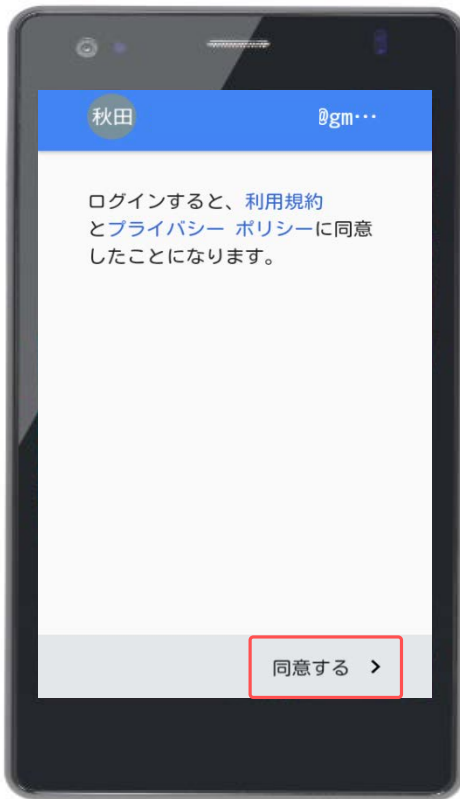 秋田 @gm…
ログインすると、利用規約
とプライバシー ポリシーに同意
したことになります。
同意する >